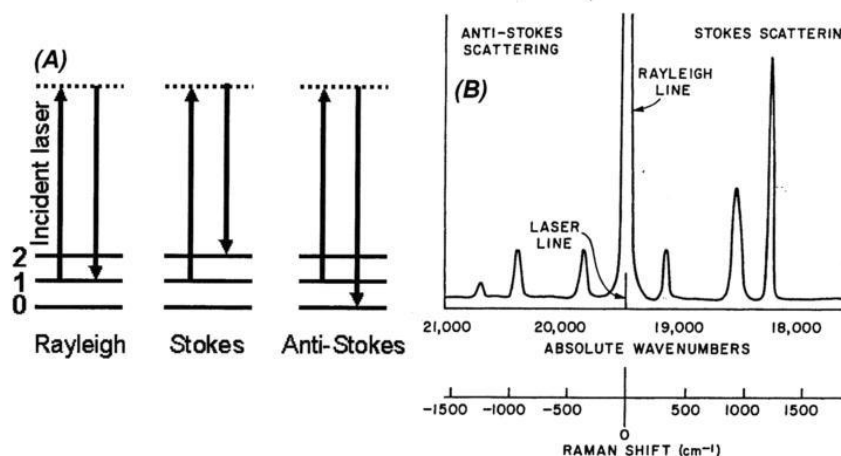 (A)
Incident laser
2
1
0
Rayleigh
Stokes
Anti-Stokes
ANTI-STOKES
SCATTERING
STOKES SCATTERIN
(B)
RAYLEIGH
LINE
LASER
LINE
21,000 20,000 19,000 18,000
ABSOLUTE WAVENUMBERS
-1500 -1000 -500 0 500 1000 1500
RAMAN SHIFT (cm⁻¹)